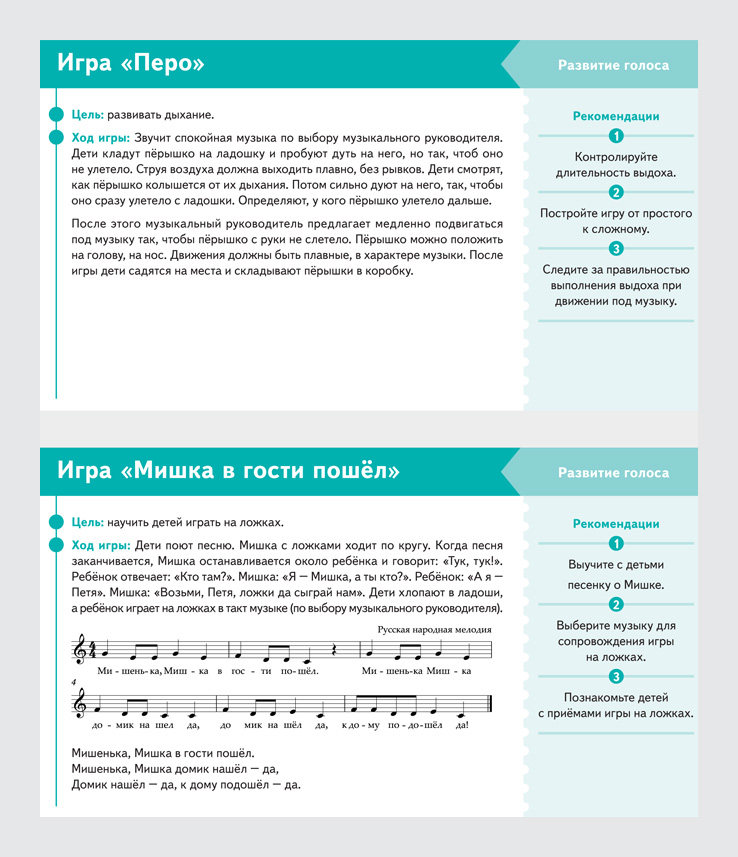 Игра «Перо»
Развитие голоса
Цель: развивать дыхание.
Ход игры: Звучит спокойная музыка по выбору музыкального руководителя.
Дети кладут пёрышко на ладошку и пробуют дуть на него, но так, чтоб оно
не улетело. Струя воздуха должна выходить плавно, без рывков. Дети смотрят,
как пёрышко колышется от их дыхания. Потом сильно дуют на него, так, чтобы
оно сразу улетело с ладошки. Определяют, у кого пёрышко улетело дальше.
После этого музыкальный руководитель предлагает медленно подвигаться
под музыку так, чтобы пёрышко с руки не слетело. Пёрышко можно положить
на голову, на нос. Движения должны быть плавные, в характере музыки. После
игры дети садятся на места и складывают пёрышки в коробку.
Рекомендации
1
Контролируйте
длительность выдоха.
2
Постройте игру от простого
к сложному.
3
Следите за правильностью
выполнения выдоха при
движении под музыку.
Игра «Мишка в гости пошёл»
Развитие голоса
Цель: научить детей играть на ложках.
Ход игры: Дети поют песню. Мишка с ложками ходит по кругу. Когда песня
заканчивается, Мишка останавливается около ребёнка и говорит: «Тук, тук!».
Ребёнок отвечает: «Кто там?». Мишка: «Я – Мишка, а ты кто?». Ребёнок: «А я –
Петя». Мишка: «Возьми, Петя, ложки да сыграй нам». Дети хлопают в ладоши,
а ребёнок играет на ложках в такт музыке (по выбору музыкального руководителя).
Русская народная мелодия
4
4
Ми - шень-ка, Миш - ка в гос - ти по-шёл. Ми - шень-ка Миш - ка
4
до - мик на шел да, до мик на шёл да, к до - му по - до-шёл да!
Мишенька, Мишка в гости пошёл.
Мишенька, Мишка домик нашёл – да,
Домик нашёл – да, к дому подошёл – да.
Рекомендации
1
Выучите с детьми
песенку о Мишке.
2
Выберите музыку для
сопровождения игры
на ложках.
3
Познакомьте детей
с приёмами игры на ложках.